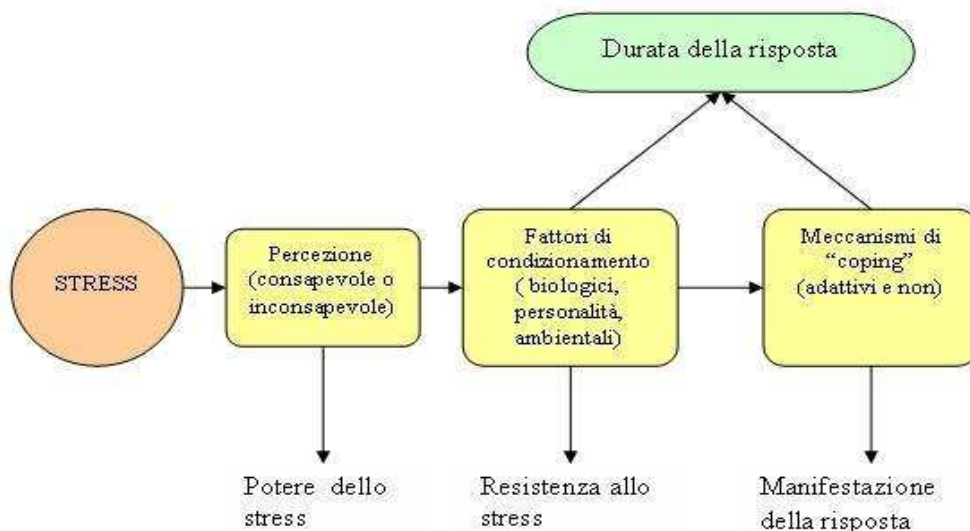 Durata della risposta
STRESS
Percezione
(consapevole o
inconsapevole)
Fattori di
condizionamento
( biologici,
personalità,
ambientali)
Meccanismi di
“coping”
(adattivi e non)
Potere dello
stress
Resistenza allo
stress
Manifestazione
della risposta